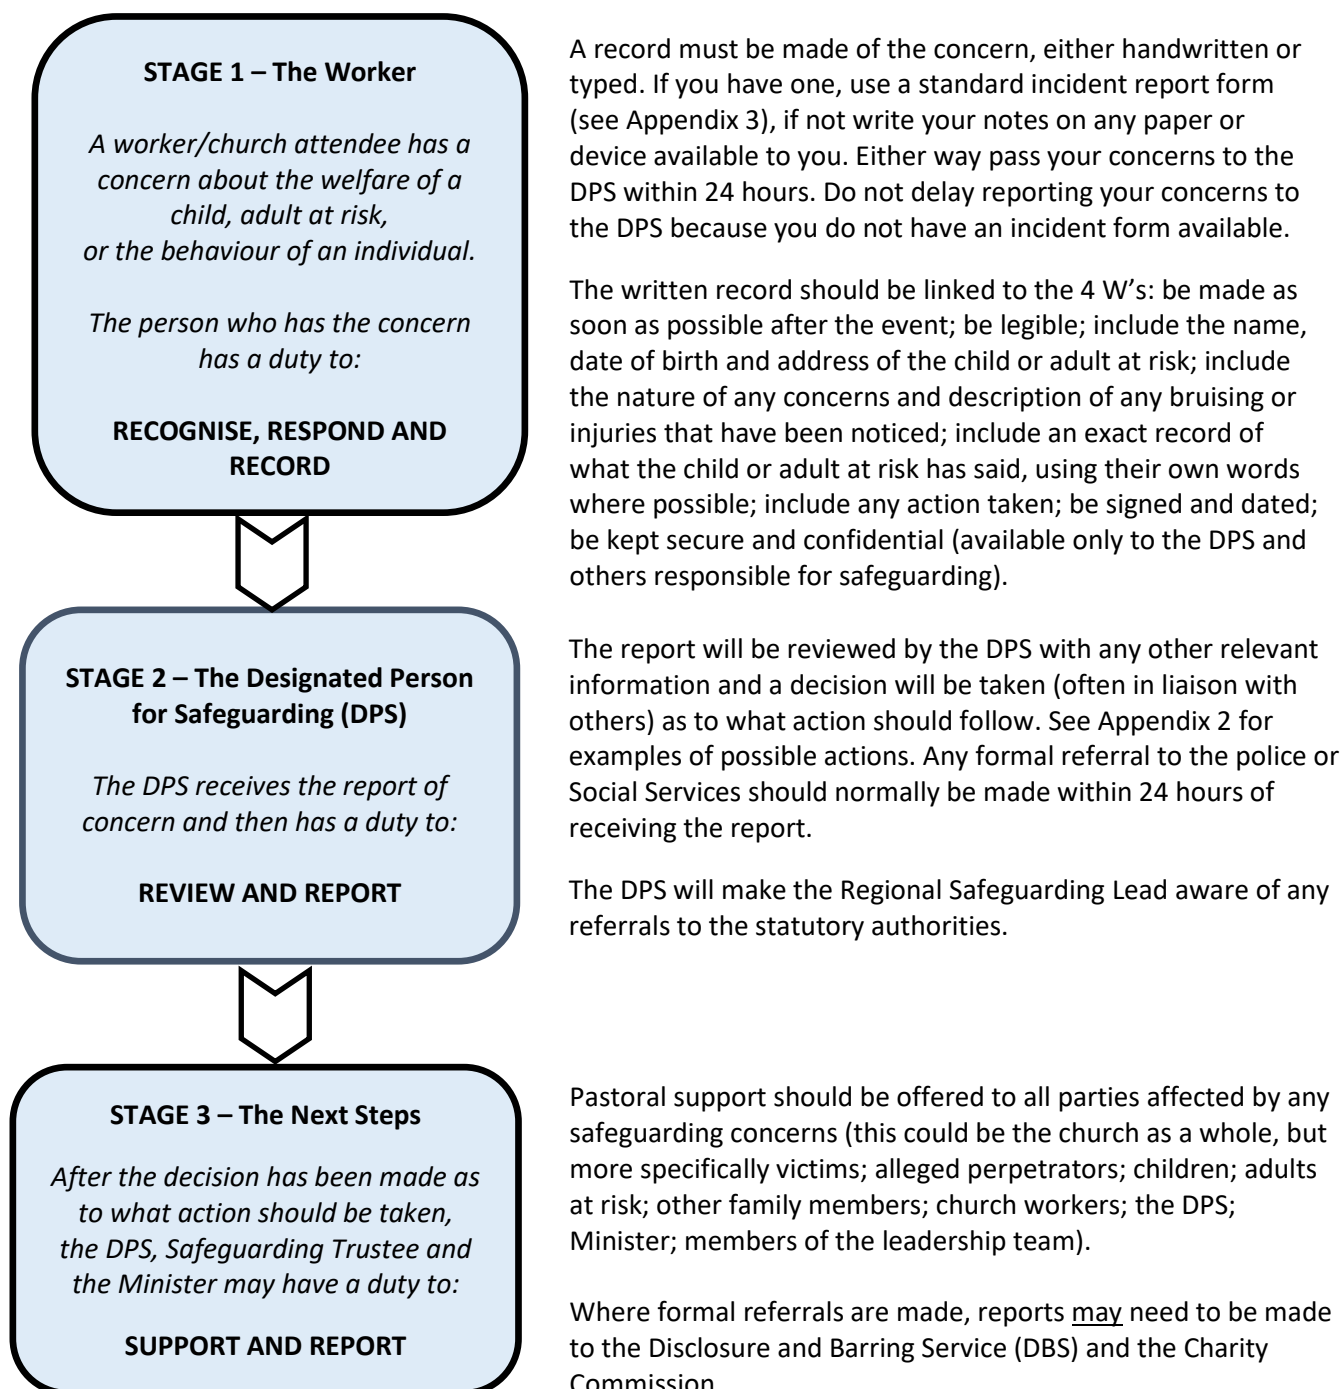 STAGE 1 – The Worker
A worker/church attendee has a
concern about the welfare of a
child, adult at risk,
or the behaviour of an individual.
The person who has the concern
has a duty to:
RECOGNISE, RESPOND AND
RECORD
A record must be made of the concern, either handwritten or
typed. If you have one, use a standard incident report form
(see Appendix 3), if not write your notes on any paper or
device available to you. Either way pass your concerns to the
DPS within 24 hours. Do not delay reporting your concerns to
the DPS because you do not have an incident form available.
The written record should be linked to the 4 W’s: be made as
soon as possible after the event; be legible; include the name,
date of birth and address of the child or adult at risk; include
the nature of any concerns and description of any bruising or
injuries that have been noticed; include an exact record of
what the child or adult at risk has said, using their own words
where possible; include any action taken; be signed and dated;
be kept secure and confidential (available only to the DPS and
others responsible for safeguarding).
STAGE 2 – The Designated Person
for Safeguarding (DPS)
The DPS receives the report of
concern and then has a duty to:
REVIEW AND REPORT
The report will be reviewed by the DPS with any other relevant
information and a decision will be taken (often in liaison with
others) as to what action should follow. See Appendix 2 for
examples of possible actions. Any formal referral to the police or
Social Services should normally be made within 24 hours of
receiving the report.
The DPS will make the Regional Safeguarding Lead aware of any
referrals to the statutory authorities.
STAGE 3 – The Next Steps
After the decision has been made as
to what action should be taken,
the DPS, Safeguarding Trustee and
the Minister may have a duty to:
SUPPORT AND REPORT
Pastoral support should be offered to all parties affected by any
safeguarding concerns (this could be the church as a whole, but
more specifically victims; alleged perpetrators; children; adults
at risk; other family members; church workers; the DPS;
Minister; members of the leadership team).
Where formal referrals are made, reports may need to be made
to the Disclosure and Barring Service (DBS) and the Charity
Commission